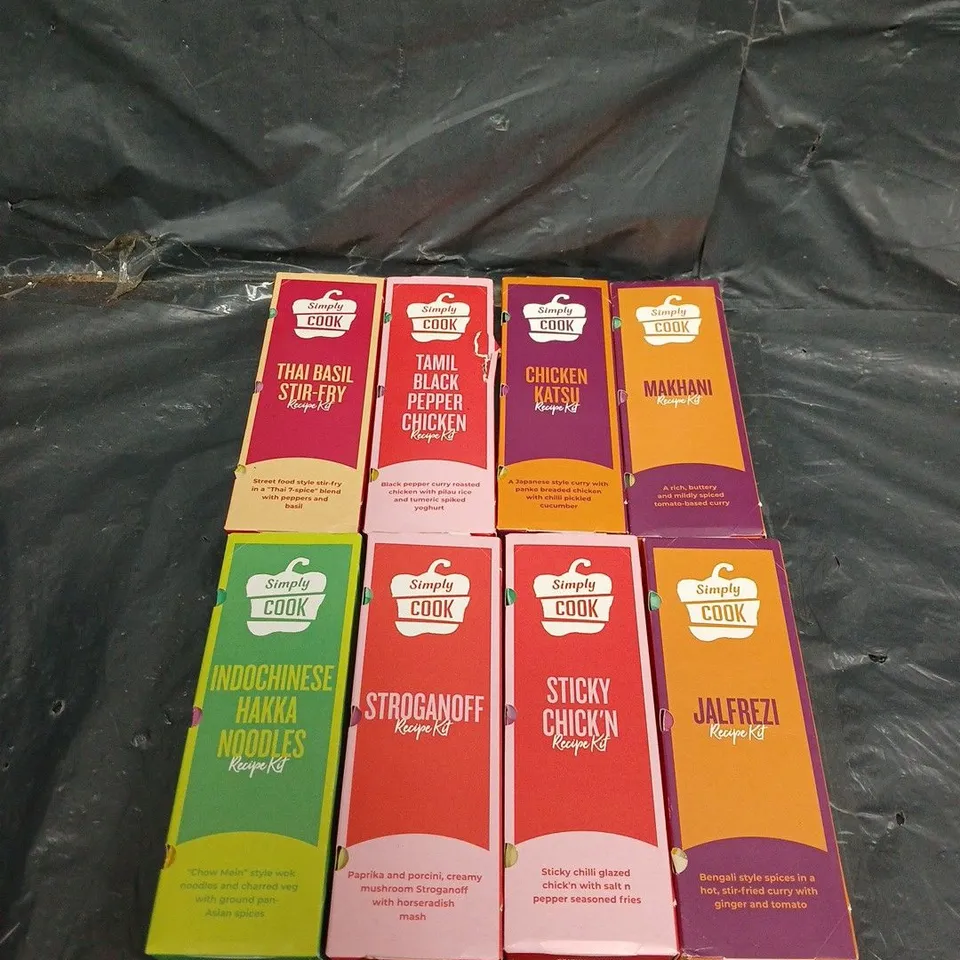 Simply
COOK
THAI BASIL
STIR-FRY
Recipe Kit
Street food style stir-fry
in a "Thai 7-spice" blend
with peppers and
basil
Simply
COOK
TAMIL
BLACK
PEPPER
CHICKEN
Recipe Kit
Black pepper curry roasted
chicken with pilau rice
and tumeric spiked
yoghurt
Simply
COOK
CHICKEN
KATSU
Recipe Kit
A Japanese style curry with
panko breaded chicken
with chilli pickled
cucumber
Simply
COOK
MAKHANI
Recipe Kit
A rich, buttery
and mildly spiced
tomato-based curry
Simply
COOK
INDOCHINESE
HAKKA
NOODLES
Recipe Kit
"Chow Mein" style wok
noodles and charred veg
with ground pan-
Asian spices
Simply
COOK
STROGANOFF
Recipe Kit
Paprika and porcini, creamy
mushroom Stroganoff
with horseradish
mash
Simply
COOK
STICKY
CHICK'N
Recipe Kit
Sticky chilli glazed
chick'n with salt n
pepper seasoned fries
Simply
COOK
JALFREZI
Recipe Kit
Bengali style spices in a
hot, stir-fried curry with
ginger and tomato